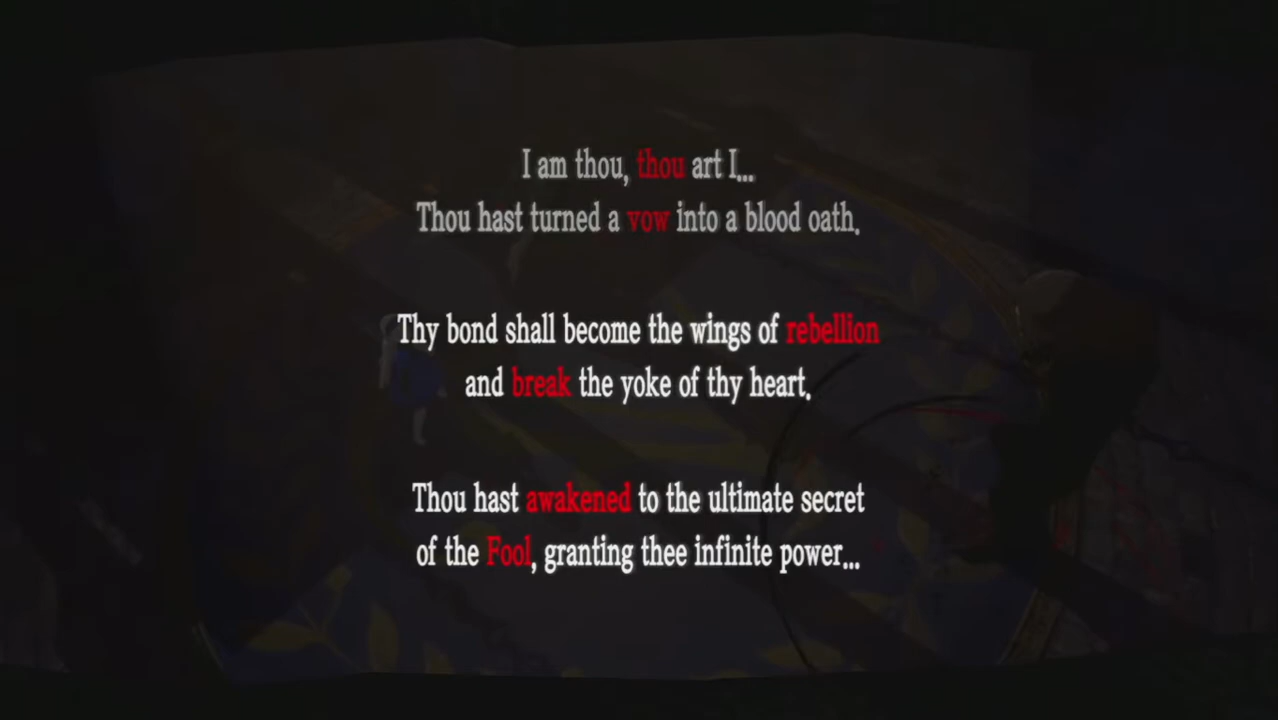 I am thou, thou art I...
Thou hast turned a vow into a blood oath.
Thy bond shall become the wings of rebellion
and break the yoke of thy heart.
Thou hast awakened to the ultimate secret
of the Fool, granting thee infinite power...